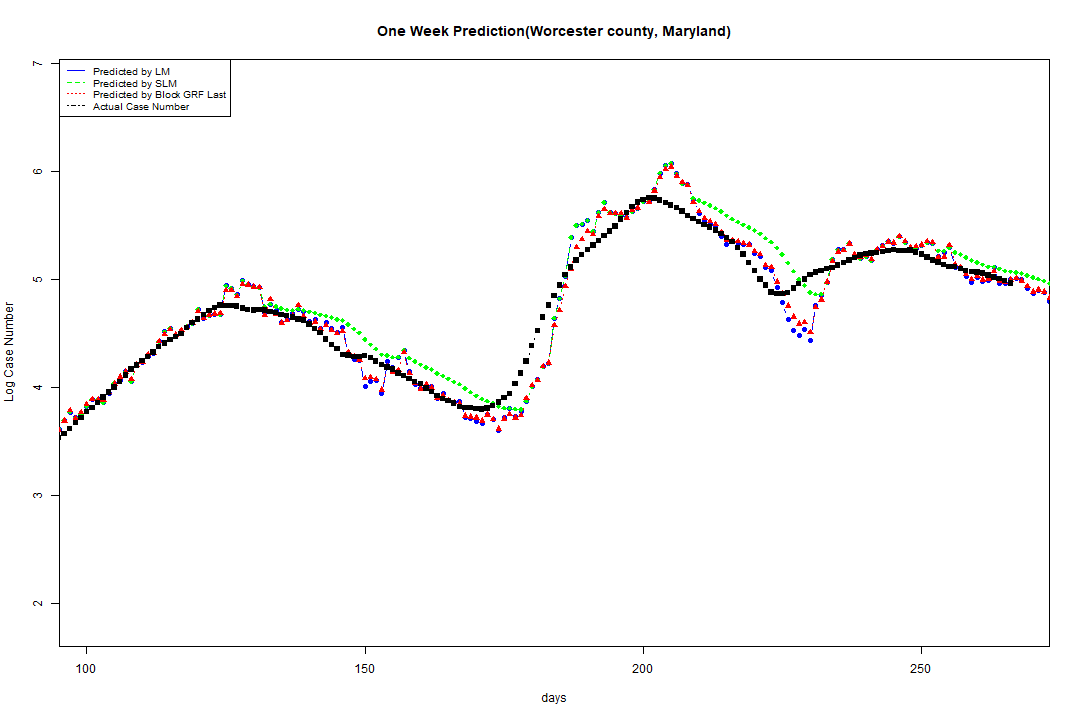 One Week Prediction(Worcester county, Maryland)
Predicted by LM
Predicted by SLM
Predicted by Block GRF Last
Actual Case Number
7
6
5
4
3
2
Log Case Number
100 150 200 250
days